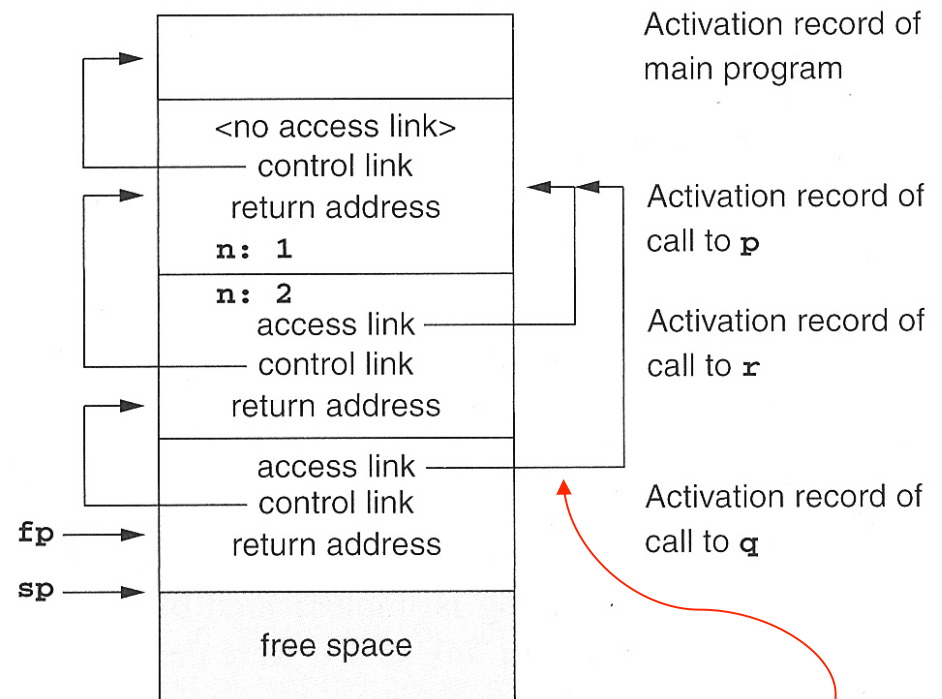 Activation record of
main program
<no access link>
control link
return address
n: 1
Activation record of
call to p
n: 2
access link
control link
return address
Activation record of
call to r
access link
control link
fp
return address
Activation record of
call to q
sp
free space